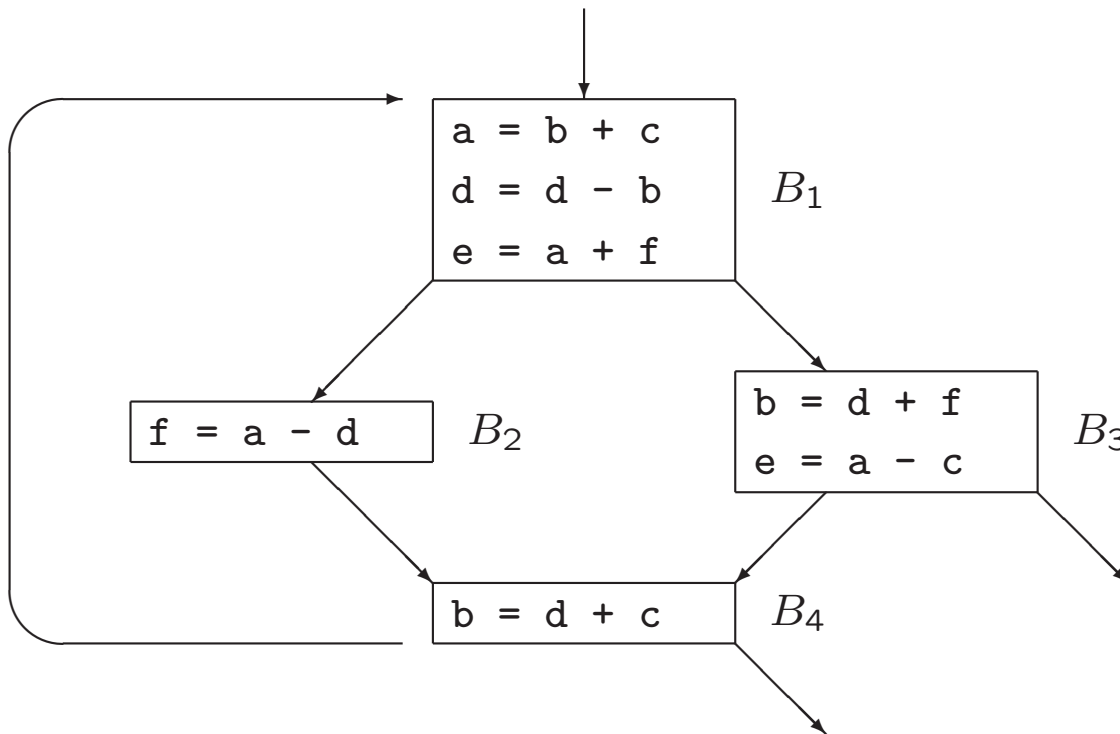 a = b + c
d = d - b
e = a + f
B₁
f = a - d
B₂
b = d + f
e = a - c
B₃
b = d + c
B₄